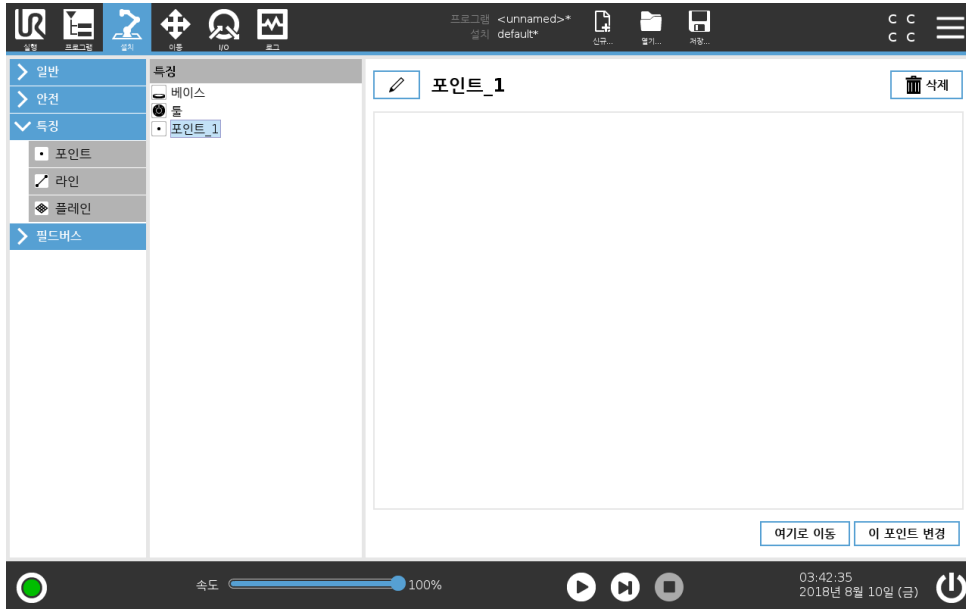 UR
실행
프로그램
설치
이동
I/O
로그
프로그램 <unnamed>*
설치 default*
신규...
열기...
저장...
C C
C C
일반
안전
특징
포인트
라인
플레인
필드버스
특징
베이스
툴
포인트_1
포인트_1
삭제
여기로 이동
이 포인트 변경
속도
100%
03:42:35
2018년 8월 10일 (금)